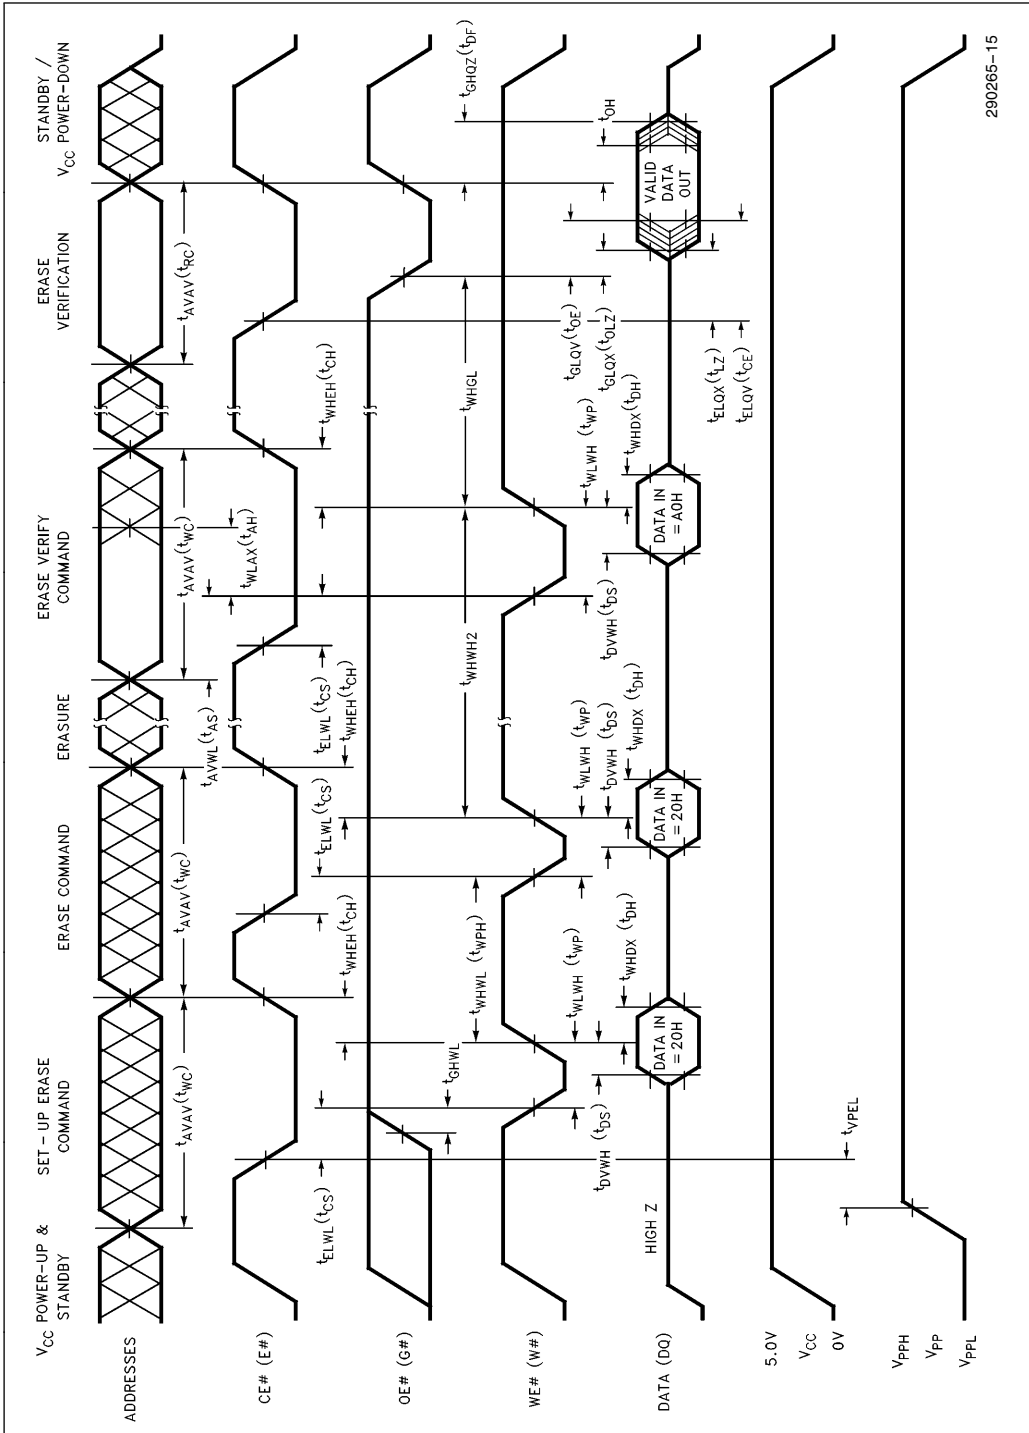 V_CC POWER-UP &
STANDBY
SET-UP ERASE
COMMAND
ERASE COMMAND
ERASURE
ERASE VERIFY
COMMAND
ERASE
VERIFICATION
STANDBY /
V_CC POWER-DOWN
ADDRESSES
t_AVAV(t_WC)
t_AVAV(t_WC)
t_AVAV(t_WC)
t_AVAV(t_RC)
t_AVWL(t_AS)
t_WLAX(t_AH)
CE# (E#)
t_ELWL(t_CS)
t_WHEH(t_CH)
t_ELWL(t_CS)
t_WHEH(t_CH)
t_ELWL(t_CS)
t_WHEH(t_CH)
OE# (G#)
t_GHWL
t_WHWL (t_WPH)
t_WHWH2
t_WHGL
t_GHQZ(t_DF)
WE# (W#)
t_DVWH (t_DS)
t_WLWH (t_WP)
t_WHDX (t_DH)
t_WLWH (t_WP)
t_DVWH (t_DS)
t_WHDX (t_DH)
t_DVWH(t_DS)
t_WLWH (t_WP)
t_WHDX(t_DH)
t_GLQV(t_OE)
t_GLQX(t_OLZ)
t_OH
DATA (DQ)
HIGH Z
DATA IN
= 20H
DATA IN
= 20H
DATA IN
= A0H
VALID
DATA
OUT
t_ELQX(t_LZ)
t_ELQV(t_CE)
5.0V
V_CC
0V
t_VPEL
V_PPH
V_PP
V_PPL
290265-15